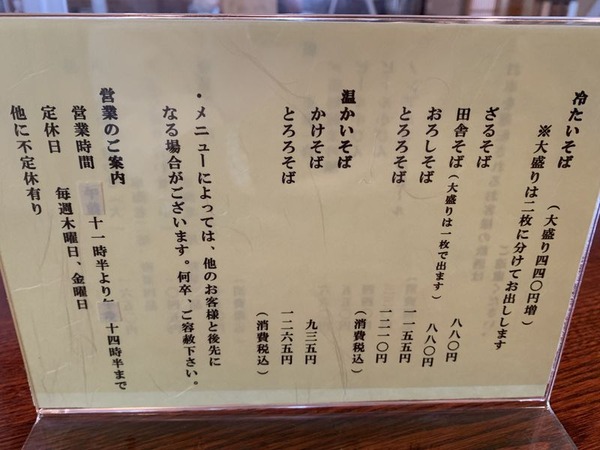 冷たいそば （大盛り四四〇円増）
※大盛りは二枚に分けてお出しします
ざるそば 八八〇円
田舎そば（大盛りは一枚で出ます） 八八〇円
おろしそば 一一五五円
とろろそば 一二一〇円
（消費税込）
温かいそば
かけそば 九三五円
とろろそば 一二六五円
（消費税込）
・メニューによっては、他のお客様と後先に
なる場合がございます。何卒、ご容赦下さい。
営業のご案内
営業時間 十一時半より 十四時半まで
定休日 毎週木曜日、金曜日
他に不定休有り